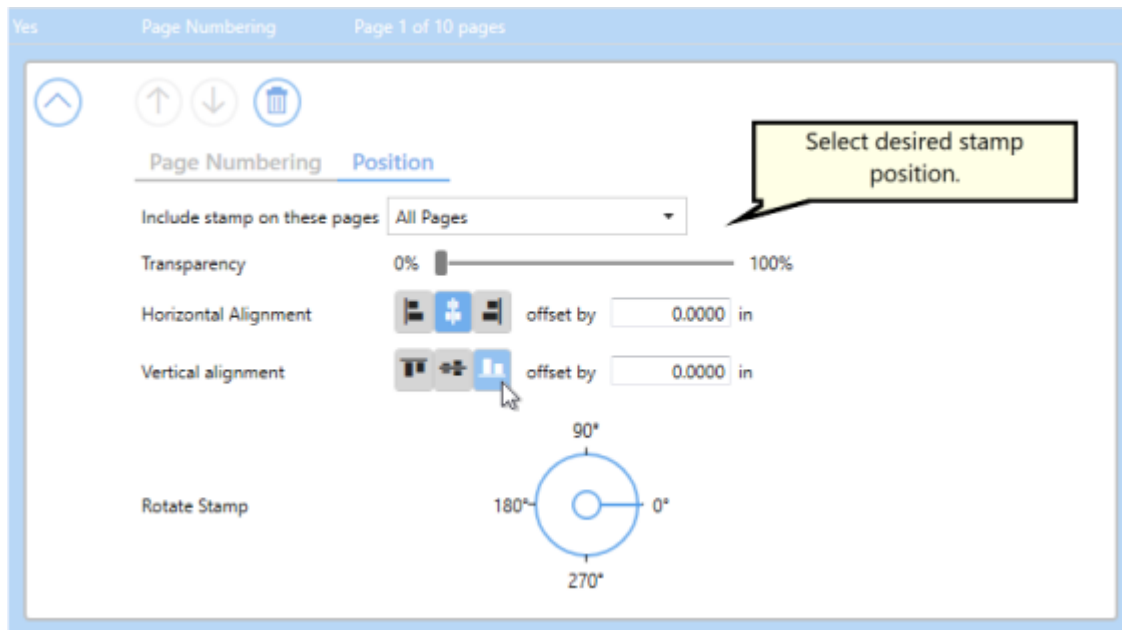 Yes Page Numbering Page 1 of 10 pages
Select desired stamp
position.
Page Numbering Position
Include stamp on these pages All Pages
Transparency 0% 100%
Horizontal Alignment offset by 0.0000 in
Vertical alignment offset by 0.0000 in
90°
Rotate Stamp 180° 0°
270°